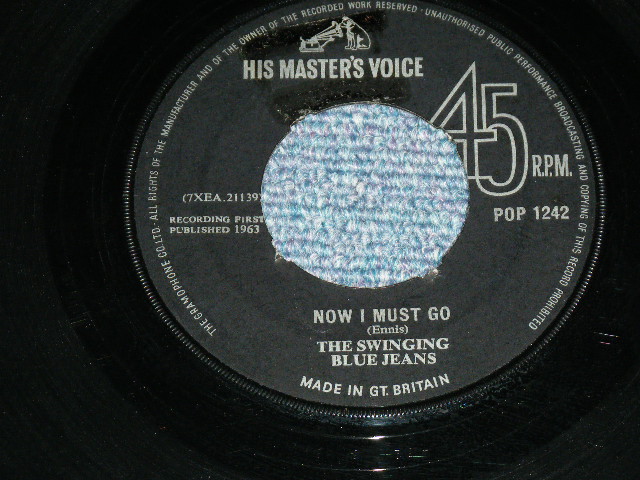 THE GRAMOPHONE CO. LTD. · ALL RIGHTS OF THE MANUFACTURER AND OF THE OWNER OF THE RECORDED WORK RESERVED · UNAUTHORISED PUBLIC PERFORMANCE BROADCASTING AND COPYING OF THIS RECORD PROHIBITED
HIS MASTER'S VOICE
45
R.P.M.
(7XEA.21139)
POP 1242
RECORDING FIRST
PUBLISHED 1963
NOW I MUST GO
(Ennis)
THE SWINGING
BLUE JEANS
MADE IN GT. BRITAIN